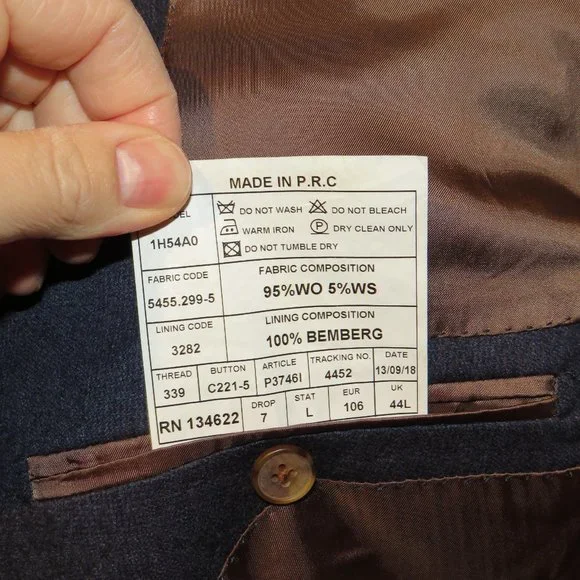 MADE IN P.R.C
DO NOT WASH DO NOT BLEACH
WARM IRON P DRY CLEAN ONLY
1H54A0
DO NOT TUMBLE DRY
FABRIC CODE
5455.299-5
FABRIC COMPOSITION
95%WO 5%WS
LINING CODE
3282
LINING COMPOSITION
100% BEMBERG
THREAD
339
BUTTON
C221-5
ARTICLE
P3746I
TRACKING NO.
4452
DATE
13/09/18
RN 134622
DROP
7
STAT
L
EUR
106
UK
44L